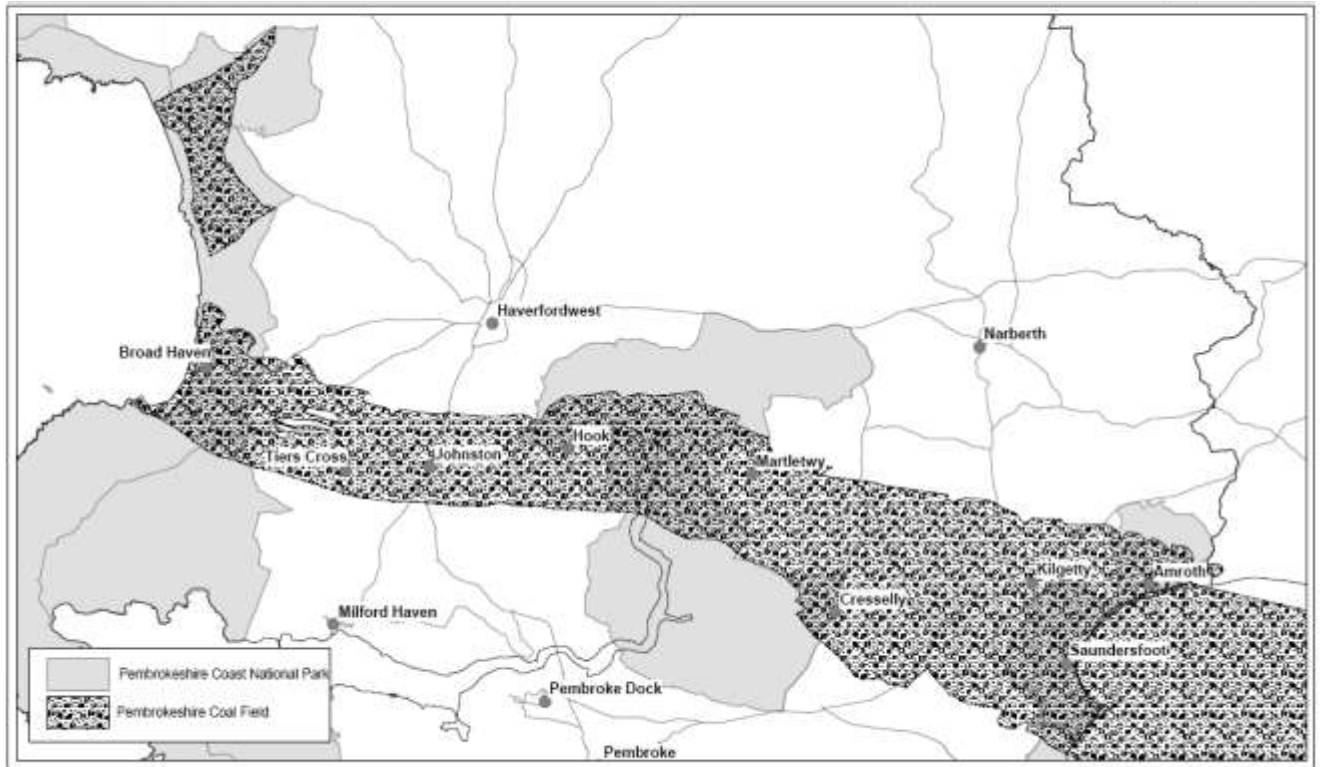 Haverfordwest
Narberth
Broad Haven
Hook
Tiers Cross
Johnston
Martletwy
Kilgetty
Amroth
Cresselly
Milford Haven
Saundersfoot
Pembrokeshire Coast National Park
Pembroke Dock
Pembrokeshire Coal Field
Pembroke